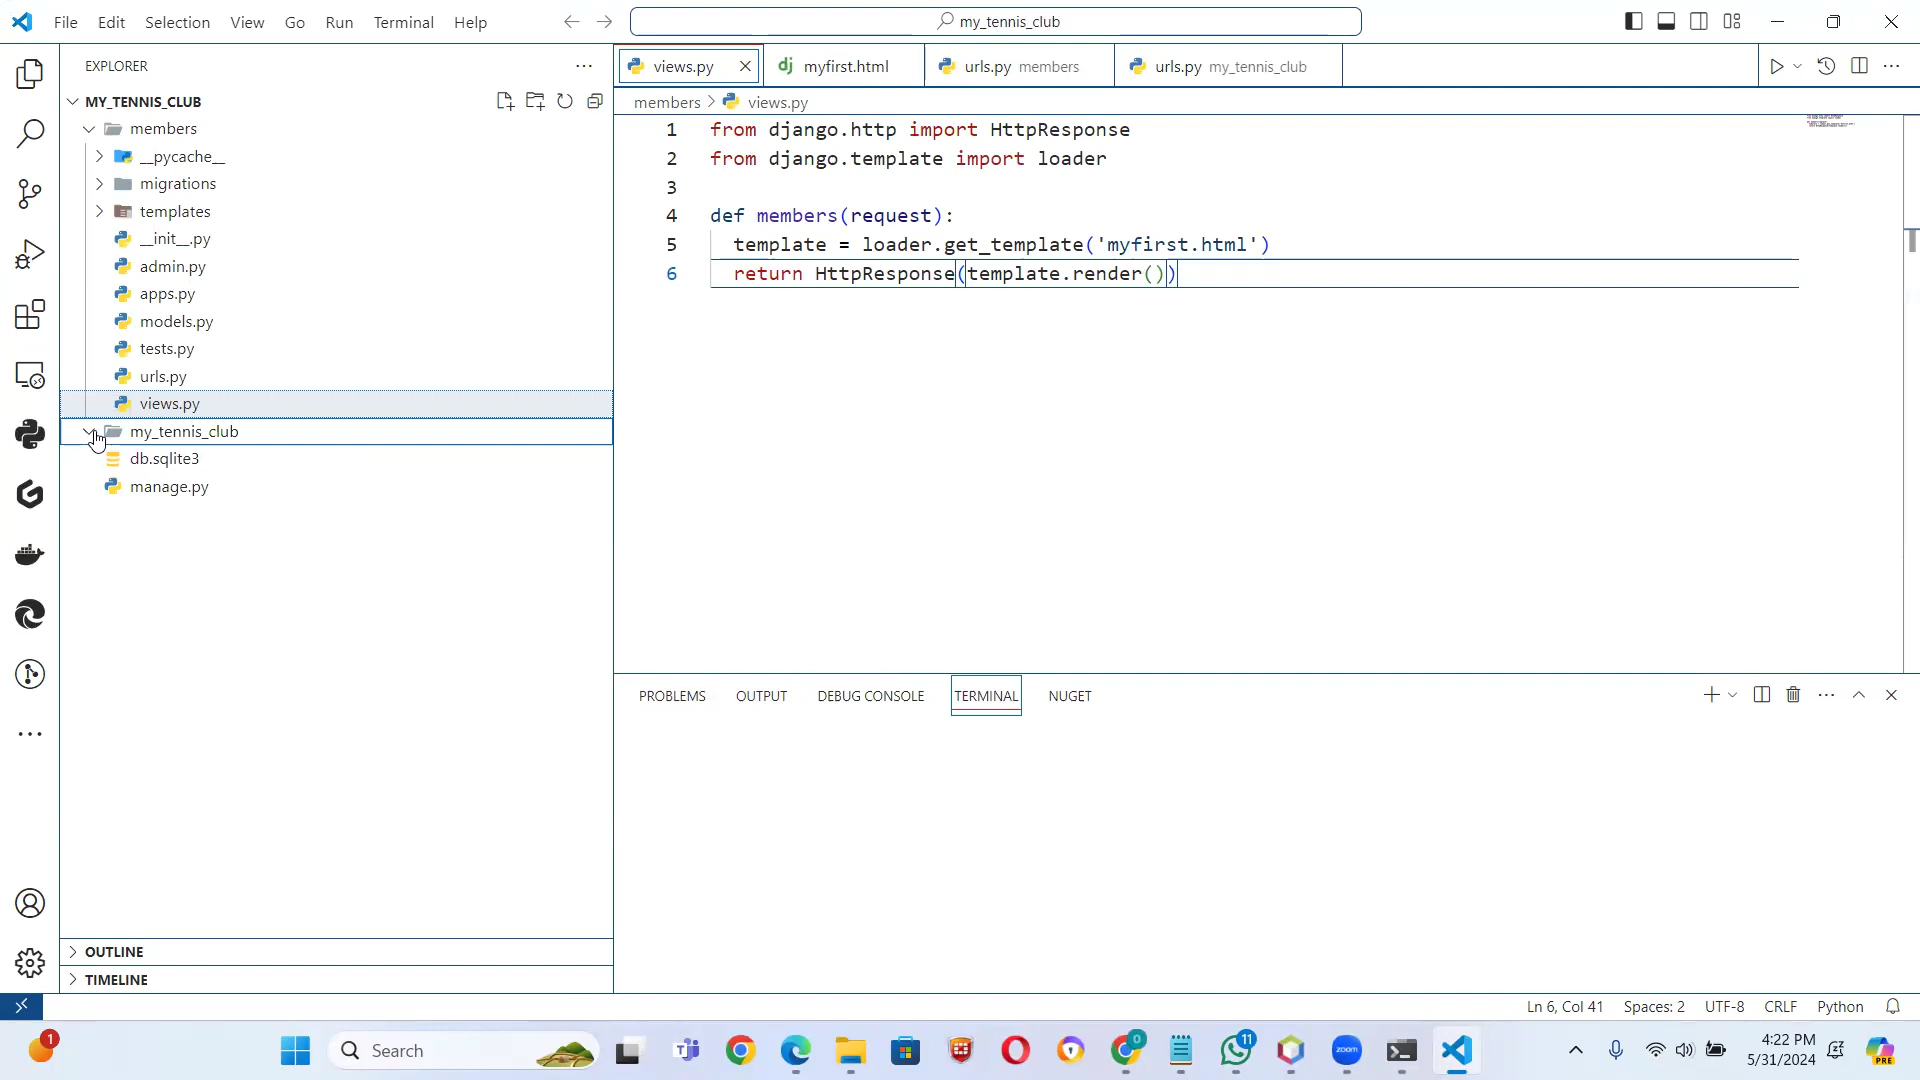 File Edit Selection View Go Run Terminal Help
my_tennis_club
EXPLORER
MY_TENNIS_CLUB
members
__pycache__
migrations
templates
__init__.py
admin.py
apps.py
models.py
tests.py
urls.py
views.py
my_tennis_club
db.sqlite3
manage.py
OUTLINE
TIMELINE
views.py myfirst.html urls.py members urls.py my_tennis_club
members views.py
1 from django.http import HttpResponse
2 from django.template import loader
3
4 def members(request):
5 template = loader.get_template('myfirst.html')
6 return HttpResponse(template.render())
PROBLEMS OUTPUT DEBUG CONSOLE TERMINAL NUGET
Ln 6, Col 41 Spaces: 2 UTF-8 CRLF Python
1
Search
0
11
zoom
4:22 PM
5/31/2024
PRE